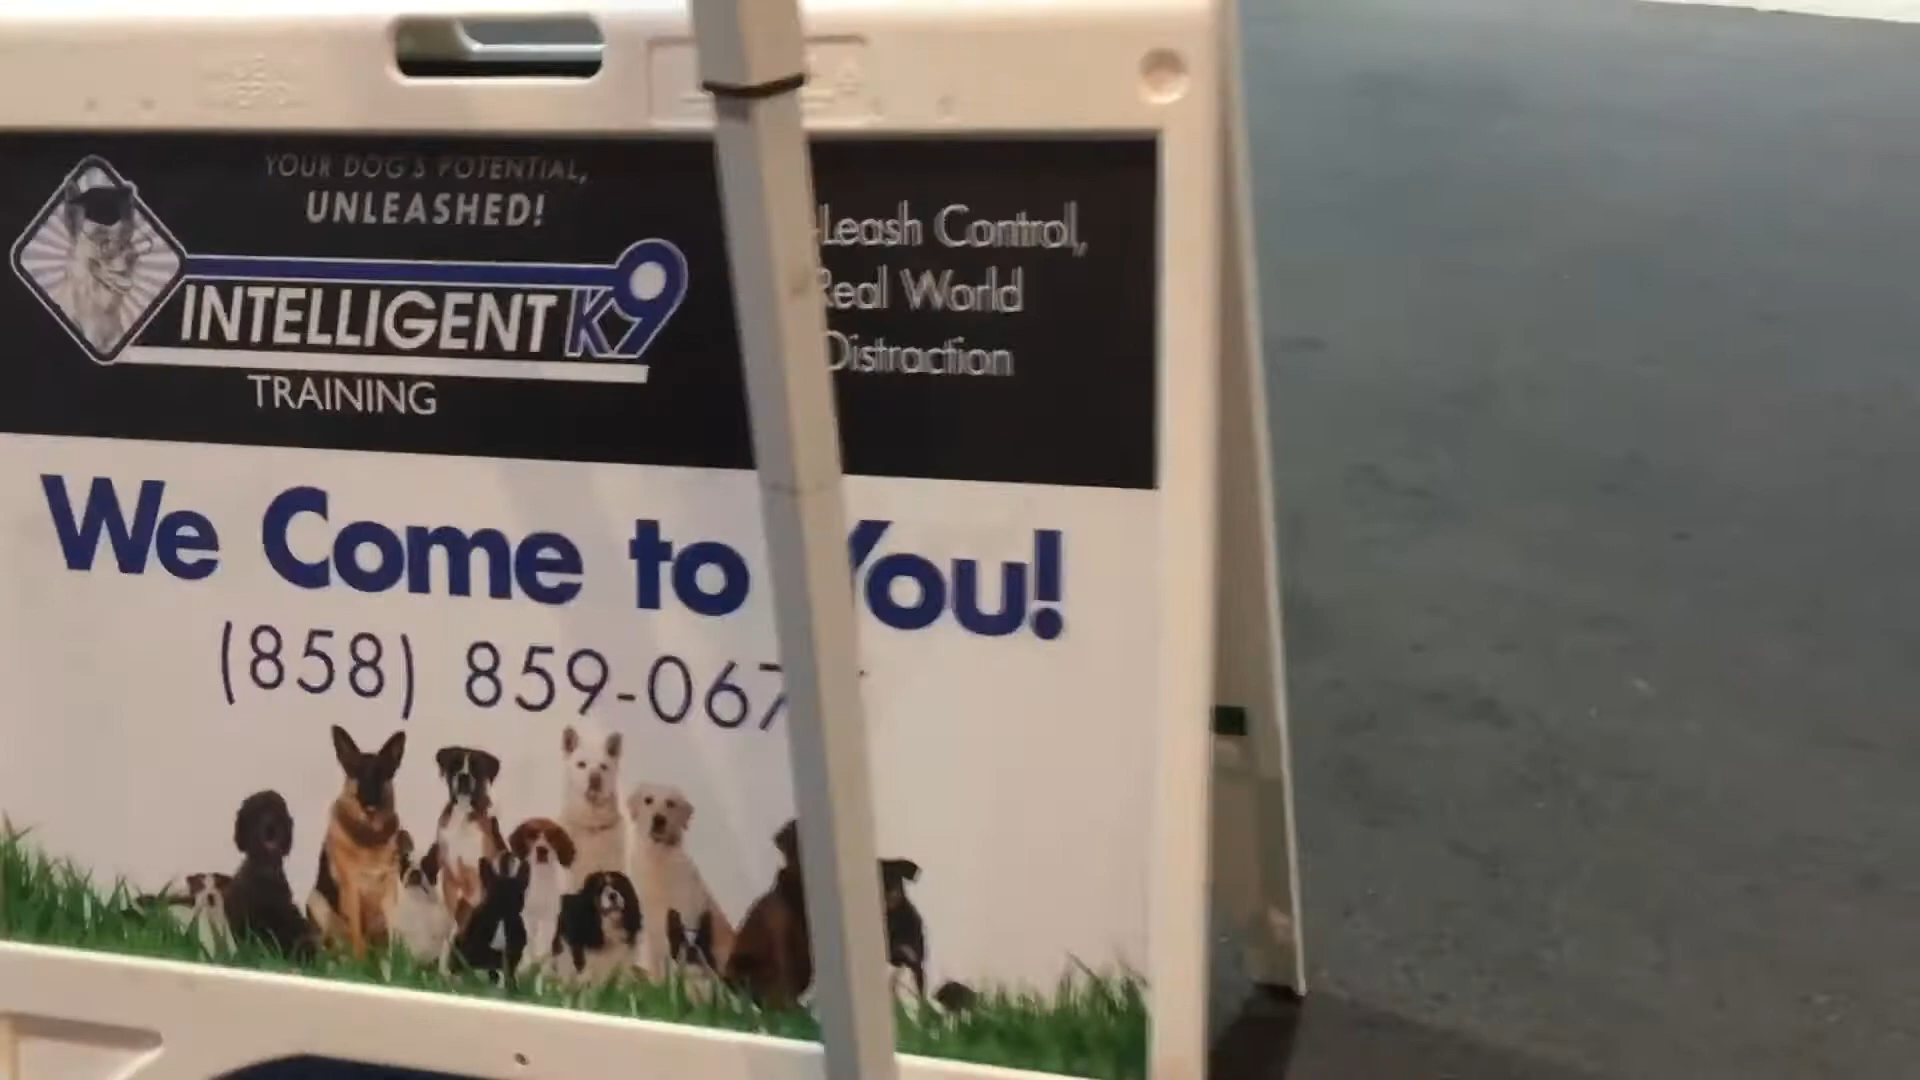 YOUR DOG'S POTENTIAL,
UNLEASHED!
INTELLIGENT K9
TRAINING
Leash Control,
Real World
Distraction
We Come to You!
(858) 859-067